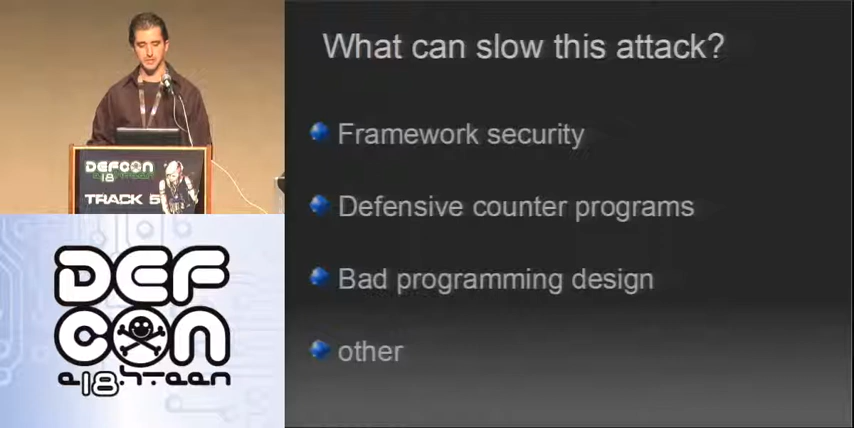 DEFCON
18
TRACK 5
DEF
CON
18
What can slow this attack?
Framework security
Defensive counter programs
Bad programming design
other